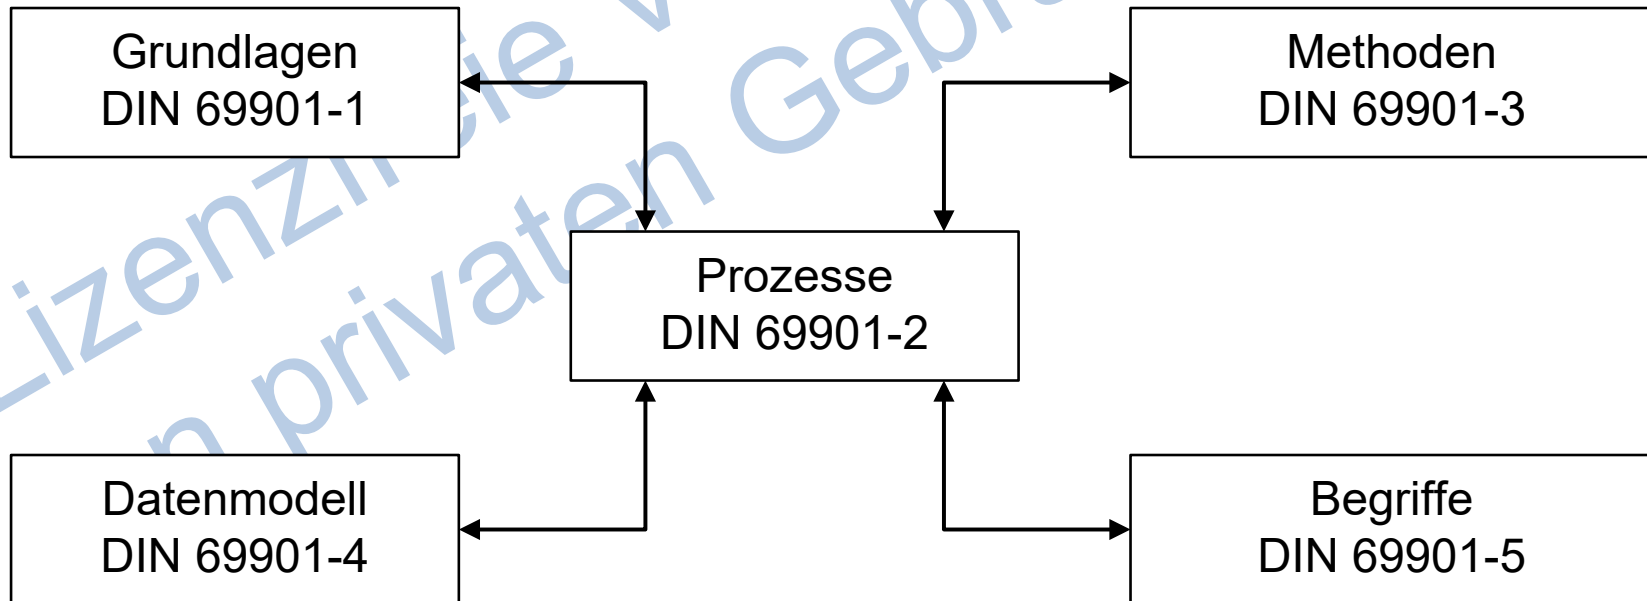 Grundlagen
DIN 69901-1
Methoden
DIN 69901-3
Prozesse
DIN 69901-2
Datenmodell
DIN 69901-4
Begriffe
DIN 69901-5
privaten